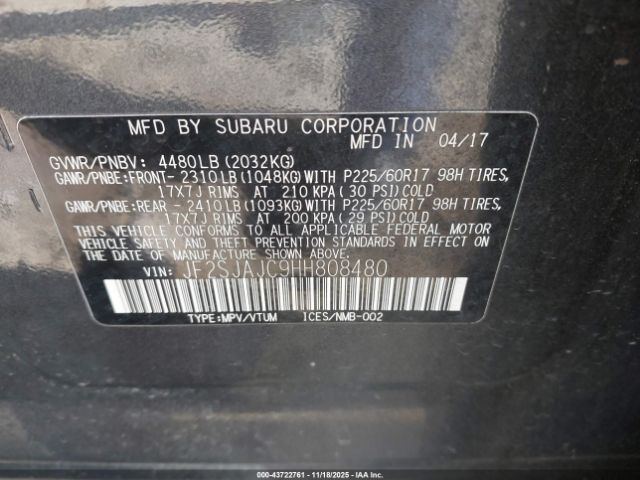 MFD BY SUBARU CORPORATION
MFD IN 04/17
GVWR/PNBV: 4480LB(2032KG)
GAWR/PNBE:FRONT- 2310LB(1048KG)WITH P225/60R17 98H TIRES,
17X7J RIMS AT 210 KPA(30 PSI)COLD
GAWR/PNBE:REAR - 2410LB(1093KG)WITH P225/60R17 98H TIRES,
17X7J RIMS AT 200 KPA(29 PSI)COLD
THIS VEHICLE CONFORMS TO ALL APPLICABLE FEDERAL MOTOR
VEHICLE SAFETY AND THEFT PREVENTION STANDARDS IN EFFECT
ON THE DATE OF MANUFACTURE SHOWN ABOVE.
VIN: JF2SJAJC9HH808480
TYPE:MPV/VTUM ICES/NMB-002
000-43722761 - 11/18/2025 - IAAI.COM